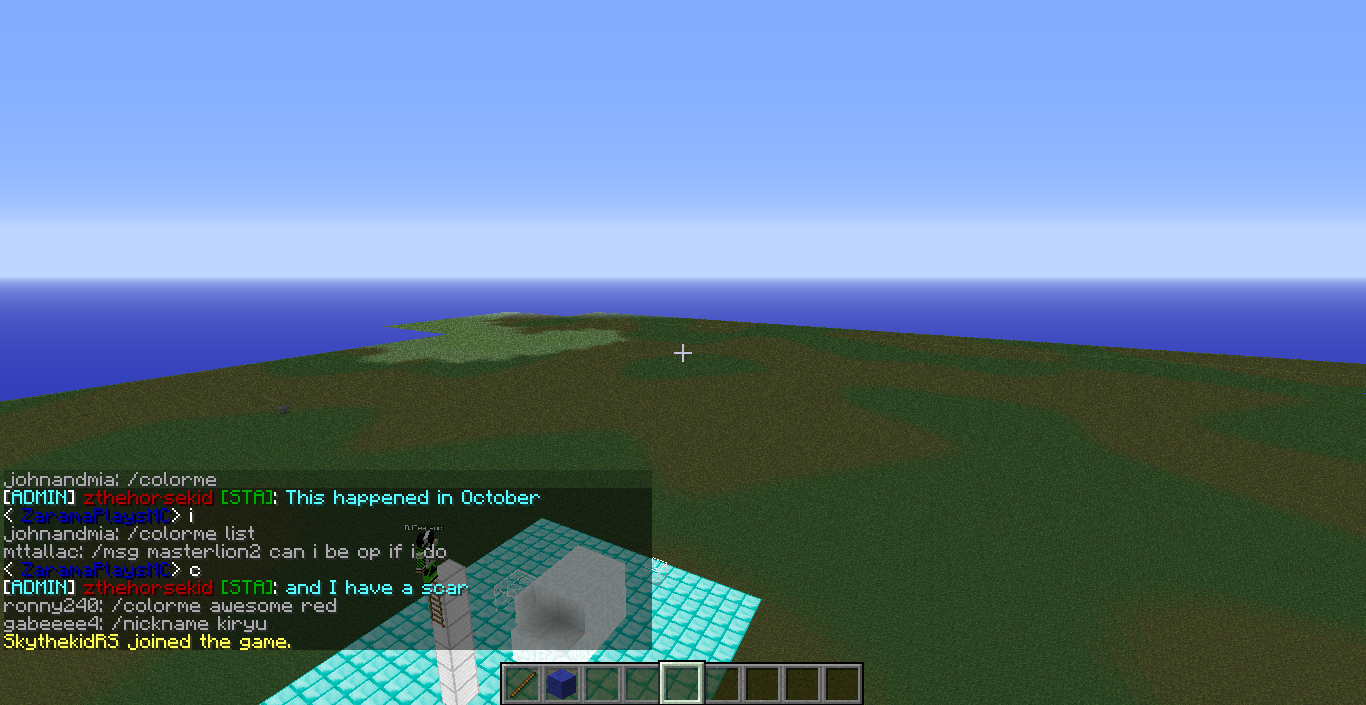 johnandmia: /colorme
[ADMIN] zthehorsekid [STA]: This happened in October
< ZaramaPlaysMC> i
johnandmia: /colorme list
mttallac: /msg masterlion2 can i be op if i do
< ZaramaPlaysMC> c
[ADMIN] zthehorsekid [STA]: and I have a scar
ronny240: /colorme awesome red
gabeeee4: /nickname kiryu
SkythekidRS joined the game.